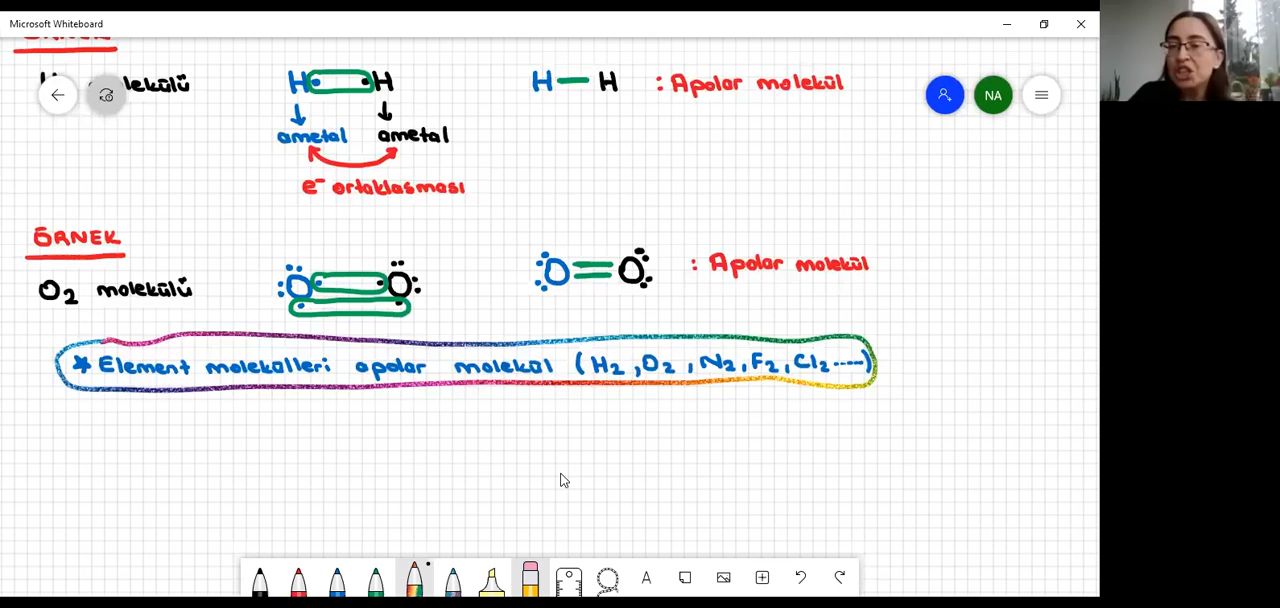 Microsoft Whiteboard
ÖRNEK
H molekülü
H H
H — H : Apolar molekül
NA
ametal ametal
e⁻ ortaklaşması
ÖRNEK
O₂ molekülü
O O
O = O : Apolar molekül
* Element molekülleri apolar molekül (H₂, O₂, N₂, F₂, Cl₂ .....)
A